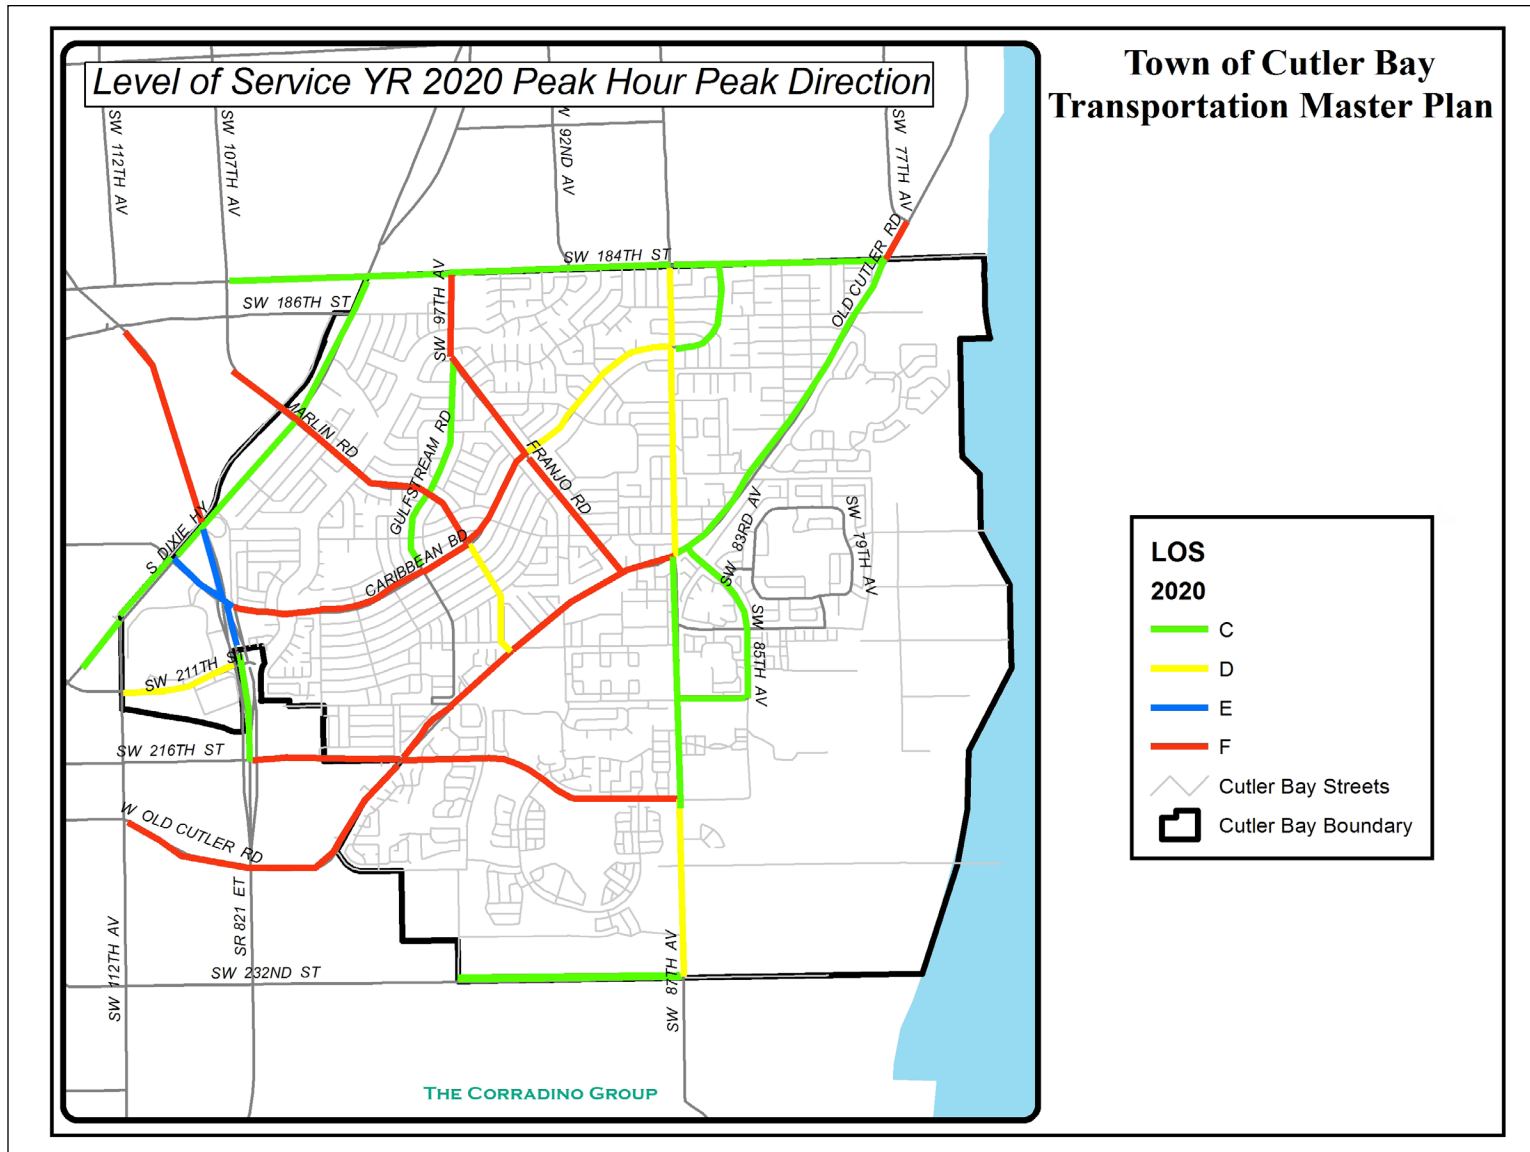 Level of Service YR 2020 Peak Hour Peak Direction
Town of Cutler Bay
Transportation Master Plan
SW 112TH AV
SW 107TH AV
W 92ND AV
SW 77TH AV
SW 184TH ST
OLD CUTLER RD
SW 97TH AV
SW 186TH ST
MARLIN RD
GULFSTREAM RD
FRANJO RD
S DIXIE HY
CARIBBEAN BD
SW 83RD AV
SW 79TH AV
SW 85TH AV
SW 211TH S
SW 216TH ST
W OLD CUTLER RD
SR 821 ET
SW 112TH AV
SW 232ND ST
SW 87TH AV
THE CORRADINO GROUP
LOS
2020
C
D
E
F
Cutler Bay Streets
Cutler Bay Boundary